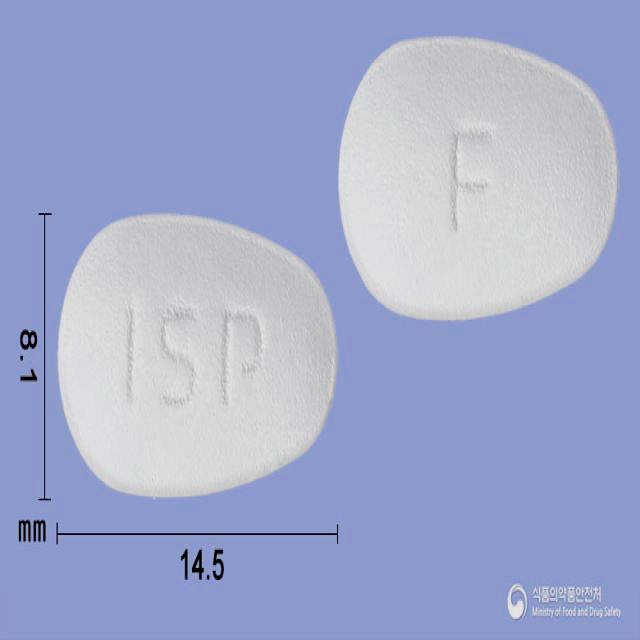 F
ISP
8.1
mm
14.5
식품의약품안전처
Ministry of Food and Drug Safety